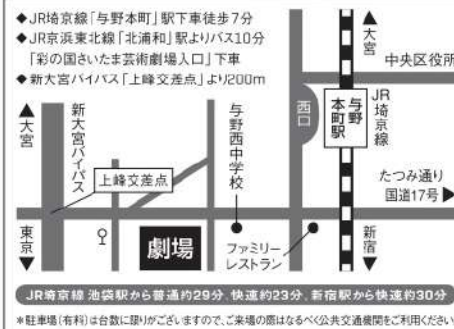 ◆JR埼京線「与野本町」駅下車徒歩7分
◆JR京浜東北線「北浦和」駅よりバス10分
「彩の国さいたま芸術劇場入口」下車
◆新大宮バイパス「上峰交差点」より200m
▲大宮
中央区役所
▲大宮
新大宮バイパス
与野西中学校
西口
与野本町駅
JR埼京線
上峰交差点
たつみ通り
国道17号▶
東京▼
劇場
ファミリー
レストラン
新宿▼
JR埼京線 池袋駅から普通約29分、快速約23分、新宿駅から快速約30分
*駐車場(有料)は台数に限りがございますので、ご来場の際はなるべく公共交通機関をご利用ください